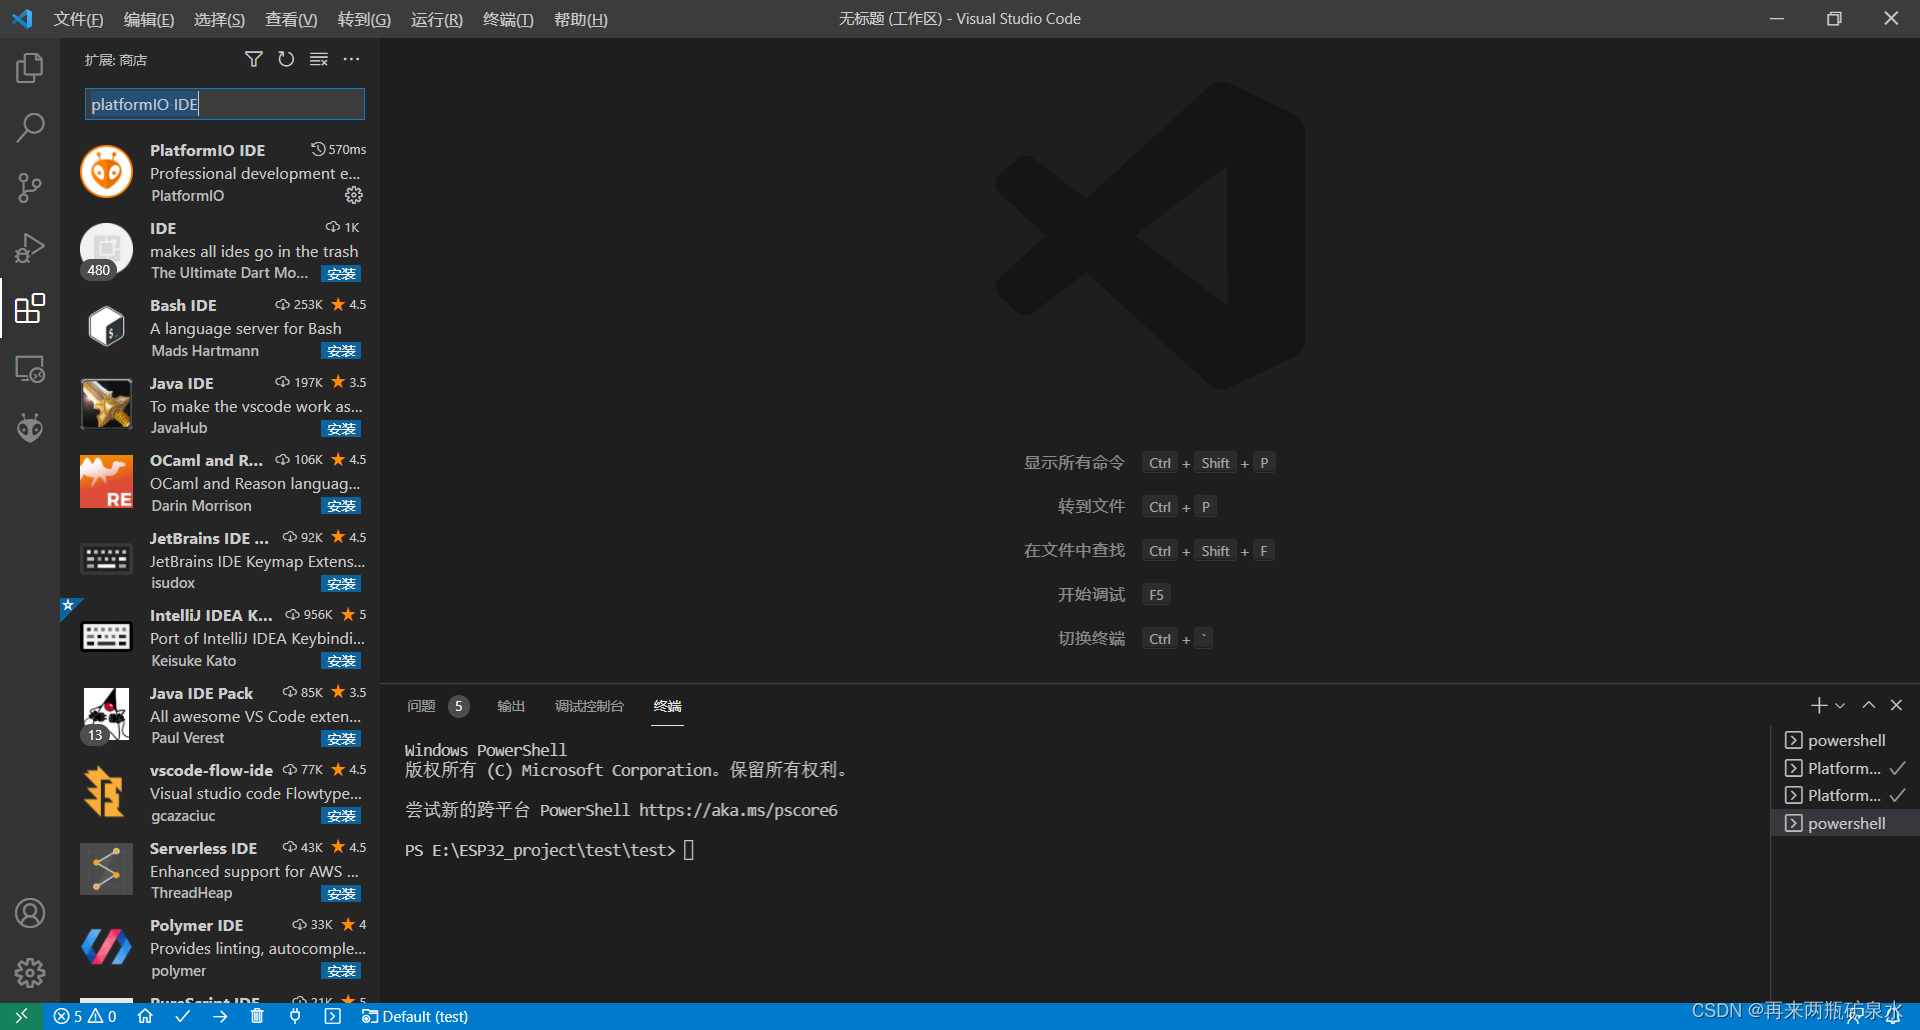 文件(F) 编辑(E) 选择(S) 查看(V) 转到(G) 运行(R) 终端(T) 帮助(H) 无标题 (工作区) - Visual Studio Code
扩展: 商店
platformIO IDE
PlatformIO IDE 570ms
Professional development e...
PlatformIO
IDE 1K
makes all ides go in the trash
480
The Ultimate Dart Mo... 安装
Bash IDE 253K 4.5
A language server for Bash
Mads Hartmann 安装
Java IDE 197K 3.5
To make the vscode work as...
JavaHub 安装
OCaml and R... 106K 4.5
OCaml and Reason languag...
RE
Darin Morrison 安装
JetBrains IDE ... 92K 4.5
JetBrains IDE Keymap Extens...
isudox 安装
IntelliJ IDEA K... 956K 5
Port of IntelliJ IDEA Keybindi...
Keisuke Kato 安装
Java IDE Pack 85K 3.5
All awesome VS Code exten...
13
Paul Verest 安装
vscode-flow-ide 77K 4.5
Visual studio code Flowtype...
gcazaciuc 安装
Serverless IDE 43K 4.5
Enhanced support for AWS ...
ThreadHeap 安装
Polymer IDE 33K 4
Provides linting, autocomple...
polymer 安装
PureScript IDE 21K 5
显示所有命令 Ctrl + Shift + P
转到文件 Ctrl + P
在文件中查找 Ctrl + Shift + F
开始调试 F5
切换终端 Ctrl + `
问题 5 输出 调试控制台 终端
Windows PowerShell
版权所有 (C) Microsoft Corporation。保留所有权利。
尝试新的跨平台 PowerShell https://aka.ms/pscore6
PS E:\ESP32_project\test\test>
powershell
Platform...
Platform...
powershell
5 0 Default (test)
CSDN @再来两瓶矿泉水